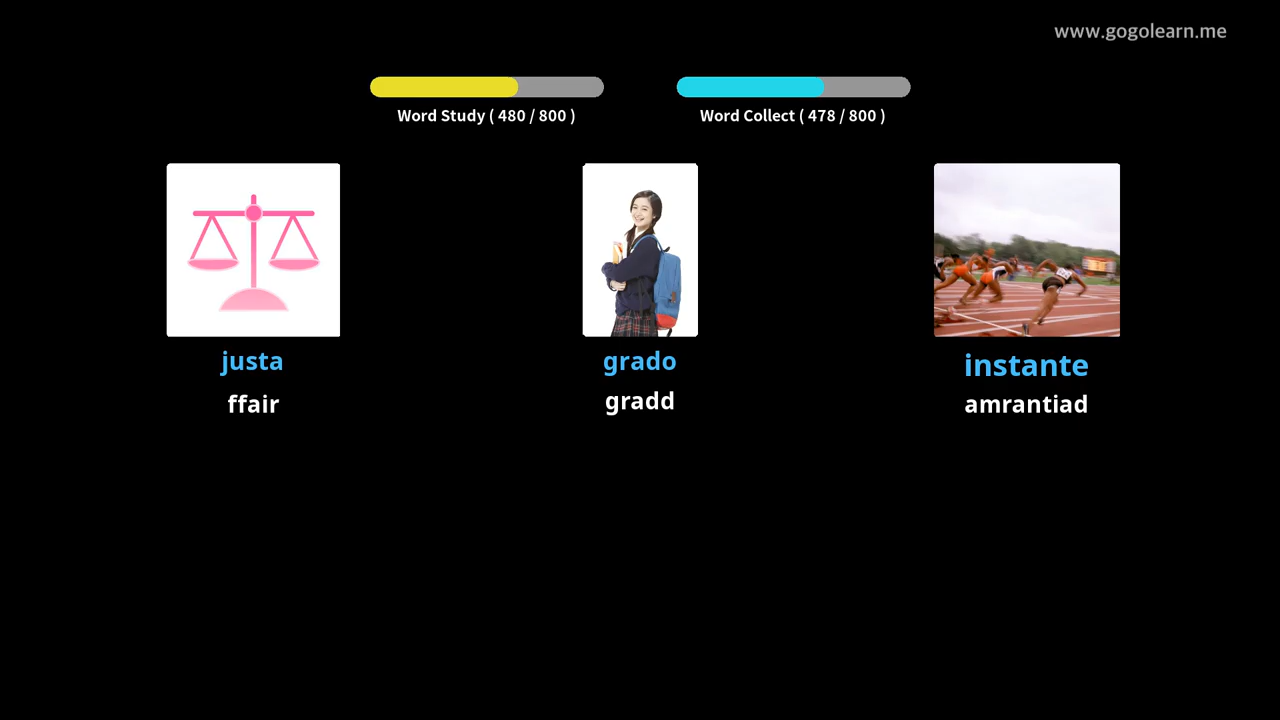 www.gogolearn.me
Word Study ( 480 / 800 )
Word Collect ( 478 / 800 )
justa
grado
instante
ffair
gradd
amrantiad